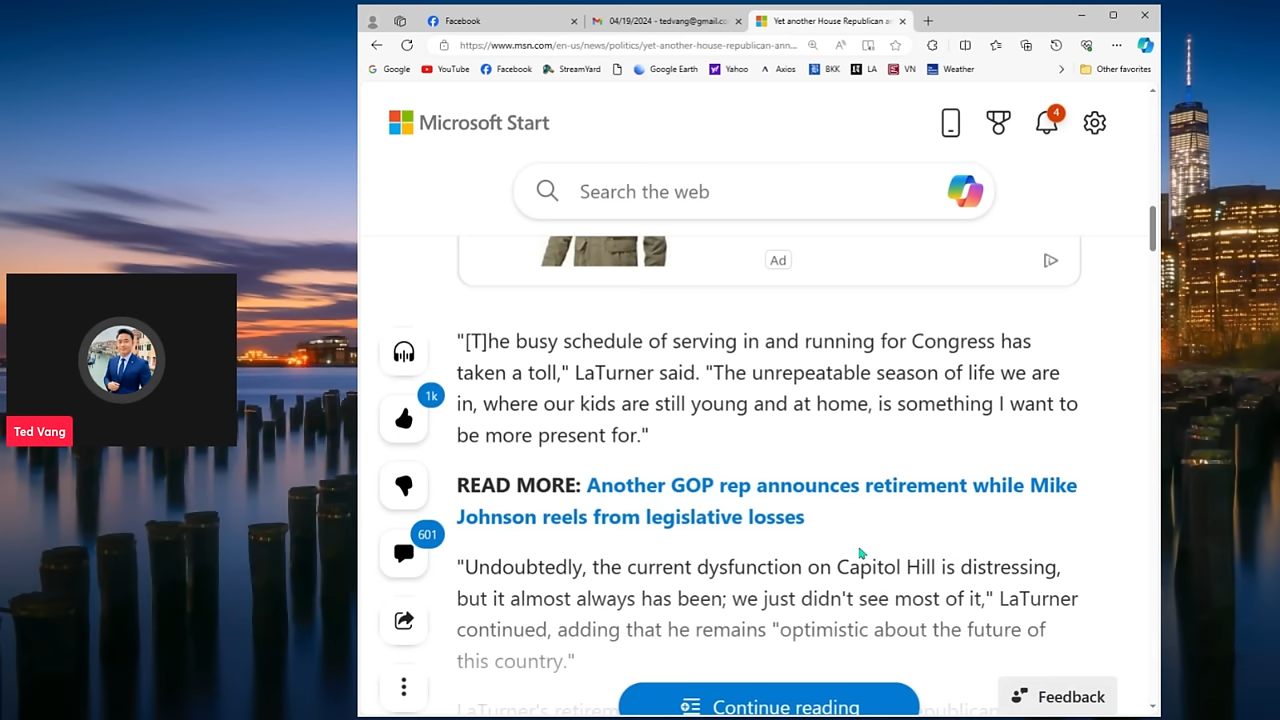 Facebook
04/19/2024 - tedvang@gmail.co
Yet another House Republican an
https://www.msn.com/en-us/news/politics/yet-another-house-republican-ann...
Google
YouTube
Facebook
StreamYard
Google Earth
Yahoo
Axios
BKK
LA
VN
Weather
Other favorites
Microsoft Start
4
Search the web
Ad
"[T]he busy schedule of serving in and running for Congress has
taken a toll," LaTurner said. "The unrepeatable season of life we are
in, where our kids are still young and at home, is something I want to
be more present for."
1k
READ MORE: Another GOP rep announces retirement while Mike
Johnson reels from legislative losses
601
"Undoubtedly, the current dysfunction on Capitol Hill is distressing,
but it almost always has been; we just didn't see most of it," LaTurner
continued, adding that he remains "optimistic about the future of
this country."
Continue reading
Feedback
Ted Vang